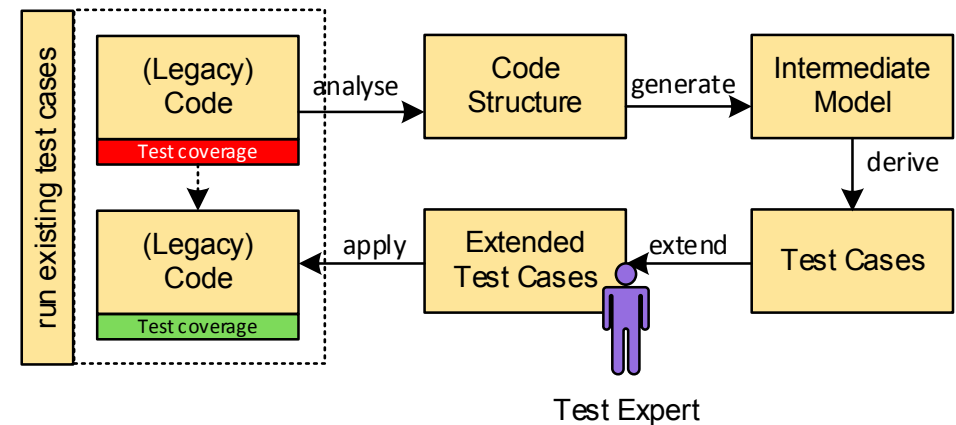 run existing test cases
(Legacy)
Code
Test coverage
analyse
Code
Structure
generate
Intermediate
Model
derive
Test Cases
extend
Extended
Test Cases
Test Expert
apply
(Legacy)
Code
Test coverage